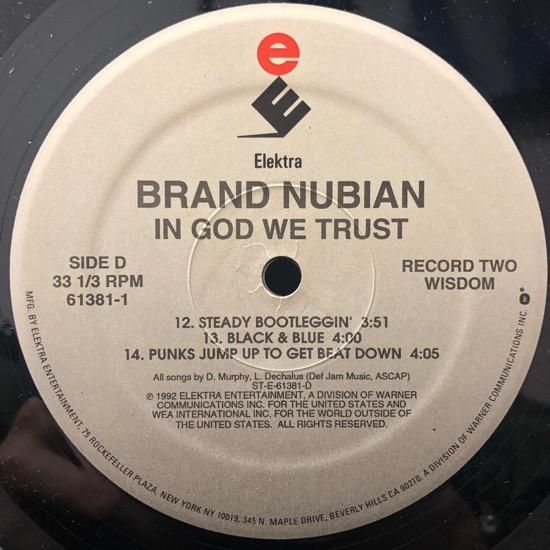 e
E
Elektra
BRAND NUBIAN
IN GOD WE TRUST
SIDE D
33 1/3 RPM
61381-1
RECORD TWO
WISDOM
12. STEADY BOOTLEGGIN' 3:51
13. BLACK & BLUE 4:00
14. PUNKS JUMP UP TO GET BEAT DOWN 4:05
All songs by D. Murphy, L. Dechalus (Def Jam Music, ASCAP)
ST-E-61381-D
℗ 1992 ELEKTRA ENTERTAINMENT, A DIVISION OF WARNER
COMMUNICATIONS INC. FOR THE UNITED STATES AND
WEA INTERNATIONAL INC. FOR THE WORLD OUTSIDE OF
THE UNITED STATES. ALL RIGHTS RESERVED.
MFG. BY ELEKTRA ENTERTAINMENT, 75 ROCKEFELLER PLAZA, NEW YORK NY 10019, 345 N. MAPLE DRIVE, BEVERLY HILLS CA 90210, A DIVISION OF WARNER COMMUNICATIONS INC.